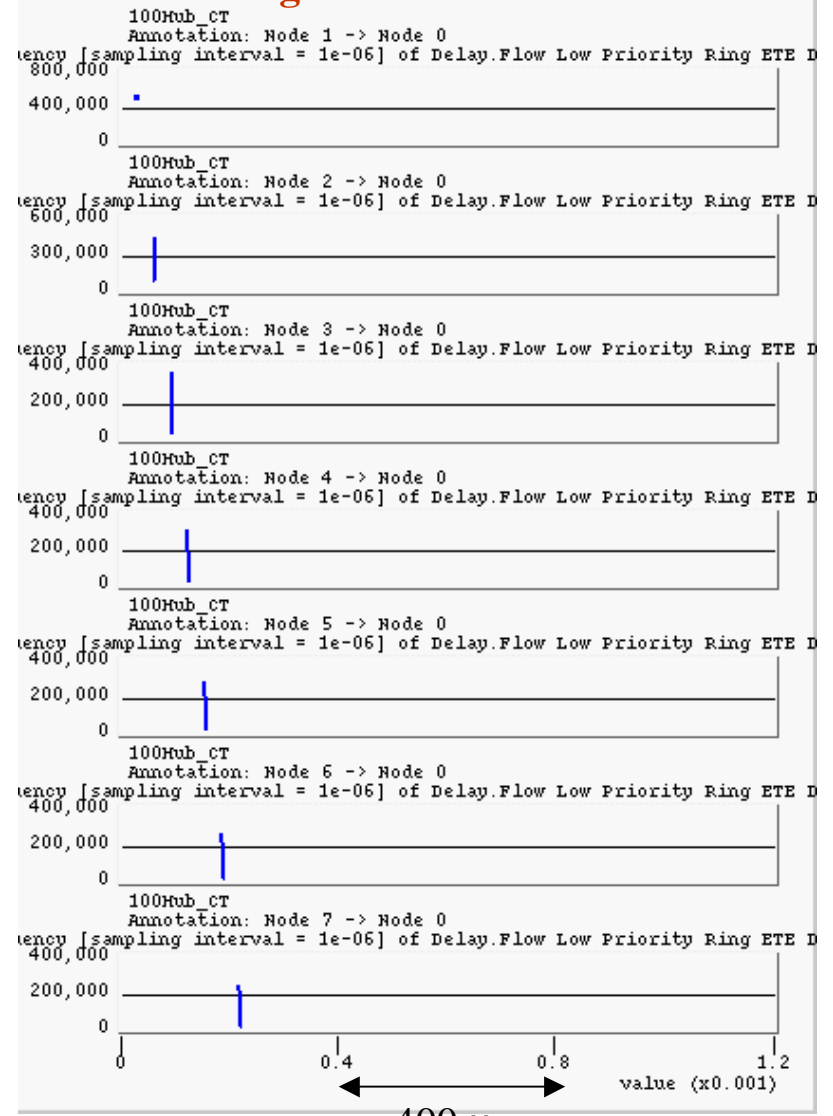 100Hub_CT
Annotation: Node 1 -> Node 0
uency [sampling interval = 1e-06] of Delay.Flow Low Priority Ring ETE D
800,000
400,000
0
100Hub_CT
Annotation: Node 2 -> Node 0
uency [sampling interval = 1e-06] of Delay.Flow Low Priority Ring ETE D
600,000
300,000
0
100Hub_CT
Annotation: Node 3 -> Node 0
uency [sampling interval = 1e-06] of Delay.Flow Low Priority Ring ETE D
400,000
200,000
0
100Hub_CT
Annotation: Node 4 -> Node 0
uency [sampling interval = 1e-06] of Delay.Flow Low Priority Ring ETE D
400,000
200,000
0
100Hub_CT
Annotation: Node 5 -> Node 0
uency [sampling interval = 1e-06] of Delay.Flow Low Priority Ring ETE D
400,000
200,000
0
100Hub_CT
Annotation: Node 6 -> Node 0
uency [sampling interval = 1e-06] of Delay.Flow Low Priority Ring ETE D
400,000
200,000
0
100Hub_CT
Annotation: Node 7 -> Node 0
uency [sampling interval = 1e-06] of Delay.Flow Low Priority Ring ETE D
400,000
200,000
0
0 0.4 0.8 1.2
value (x0.001)
400